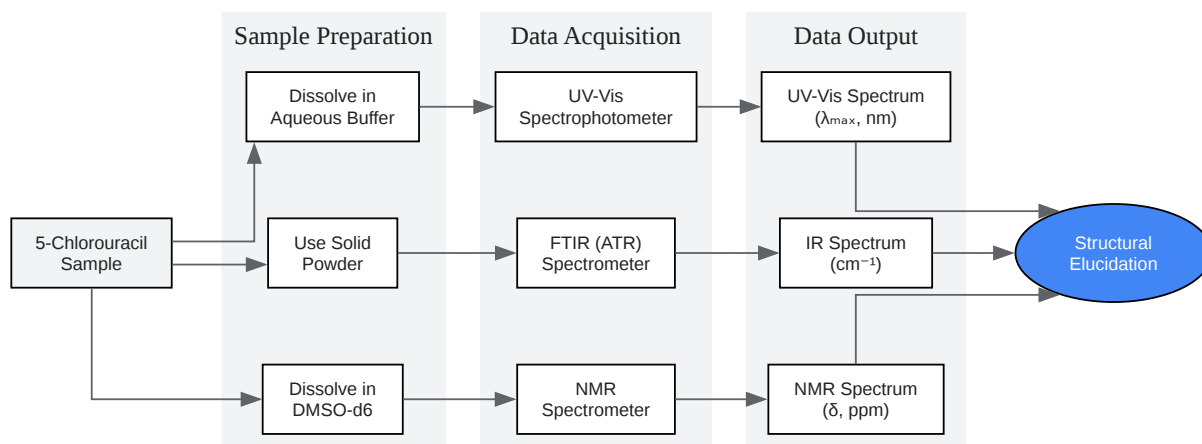 Sample Preparation
Data Acquisition
Data Output
Dissolve in
Aqueous Buffer
UV-Vis
Spectrophotometer
UV-Vis Spectrum
(λₘₐₓ, nm)
5-Chlorouracil
Sample
Use Solid
Powder
FTIR (ATR)
Spectrometer
IR Spectrum
(cm⁻¹)
Structural
Elucidation
Dissolve in
DMSO-d6
NMR
Spectrometer
NMR Spectrum
(δ, ppm)